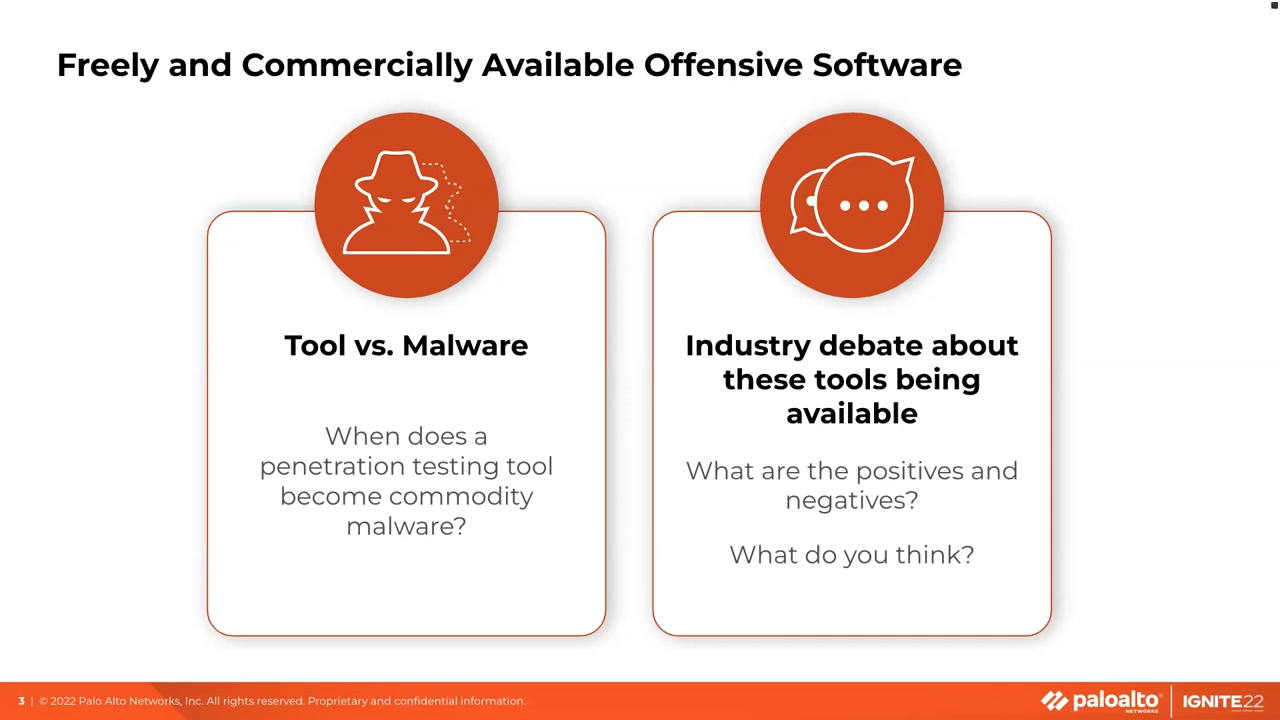 Freely and Commercially Available Offensive Software
Tool vs. Malware
When does a
penetration testing tool
become commodity
malware?
Industry debate about
these tools being
available
What are the positives and
negatives?
What do you think?
3 | © 2022 Palo Alto Networks, Inc. All rights reserved. Proprietary and confidential information.
paloalto®
NETWORKS
IGNITE22